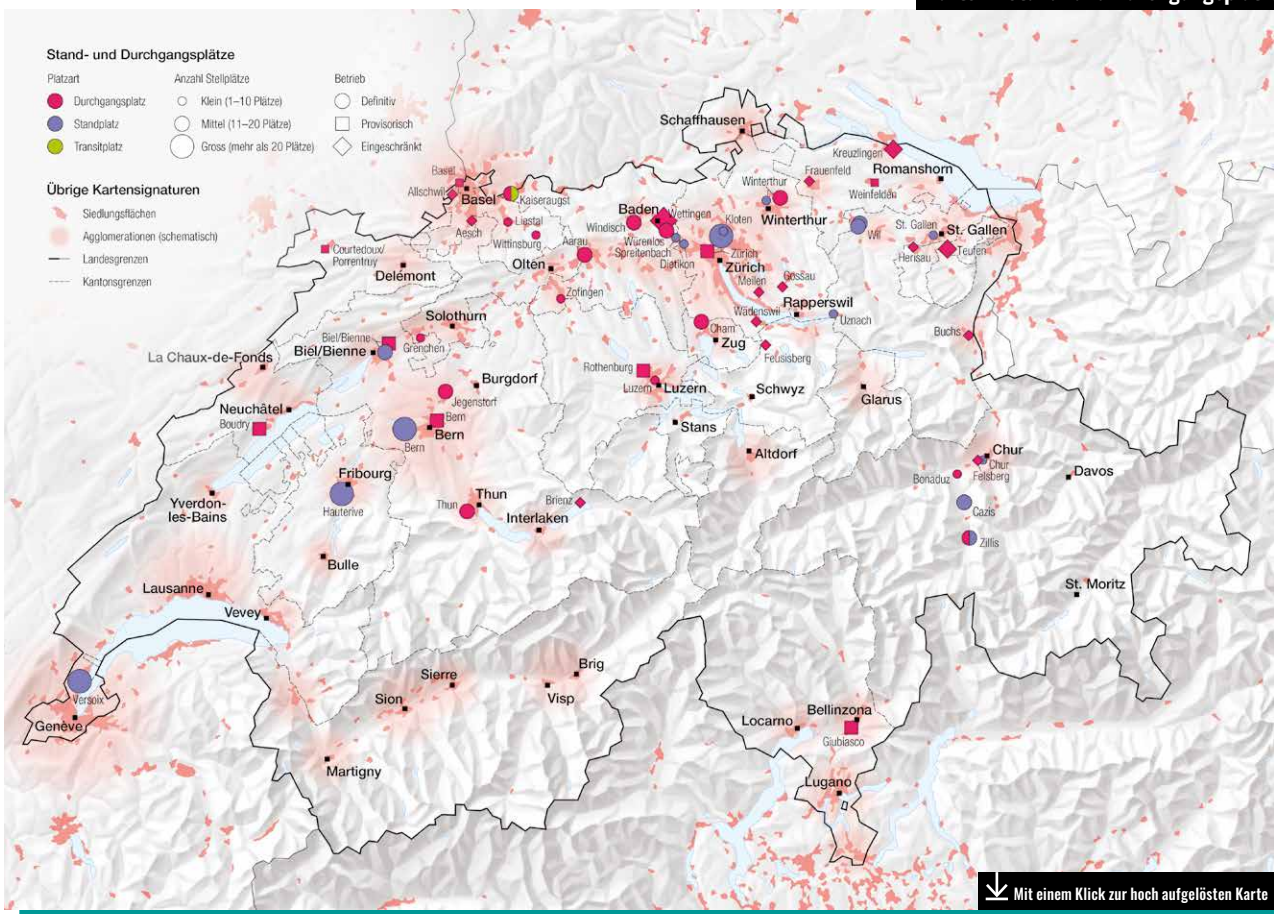 Stand- und Durchgangsplätze
Platzart
Durchgangsplatz
Standplatz
Transitplatz
Anzahl Stellplätze
Klein (1–10 Plätze)
Mittel (11–20 Plätze)
Gross (mehr als 20 Plätze)
Betrieb
Definitiv
Provisorisch
Eingeschränkt
Übrige Kartensignaturen
Siedlungsflächen
Agglomerationen (schematisch)
Landesgrenzen
Kantonsgrenzen
Schaffhausen
Kreuzlingen
Romanshorn
Basel
Allschwil
Basel
Kaiseraugst
Aesch
Liestal
Wittinsburg
Frauenfeld
Weinfelden
Winterthur
Winterthur
Baden
Wettingen
Windisch
Würenlos
Spreitenbach
Dietikon
Kloten
Zürich
Zürich
Wil
St. Gallen
St. Gallen
Herisau
Teufen
Courtedoux/
Porrentruy
Delémont
Aarau
Olten
Zofingen
Meilen
Gossau
Rapperswil
Wädenswil
Uznach
Cham
Zug
Feusisberg
Buchs
Solothurn
Biel/Bienne
Biel/Bienne
Grenchen
La Chaux-de-Fonds
Burgdorf
Jegenstorf
Rothenburg
Luzern
Luzern
Schwyz
Glarus
Neuchâtel
Boudry
Bern
Bern
Bern
Stans
Altdorf
Fribourg
Hauterive
Yverdon-
les-Bains
Thun
Thun
Brienz
Interlaken
Chur
Chur
Felsberg
Bonaduz
Davos
Cazis
Zillis
Bulle
St. Moritz
Lausanne
Vevey
Versoix
Genève
Sierre
Sion
Brig
Visp
Martigny
Locarno
Bellinzona
Giubiasco
Lugano
Mit einem Klick zur hoch aufgelösten Karte